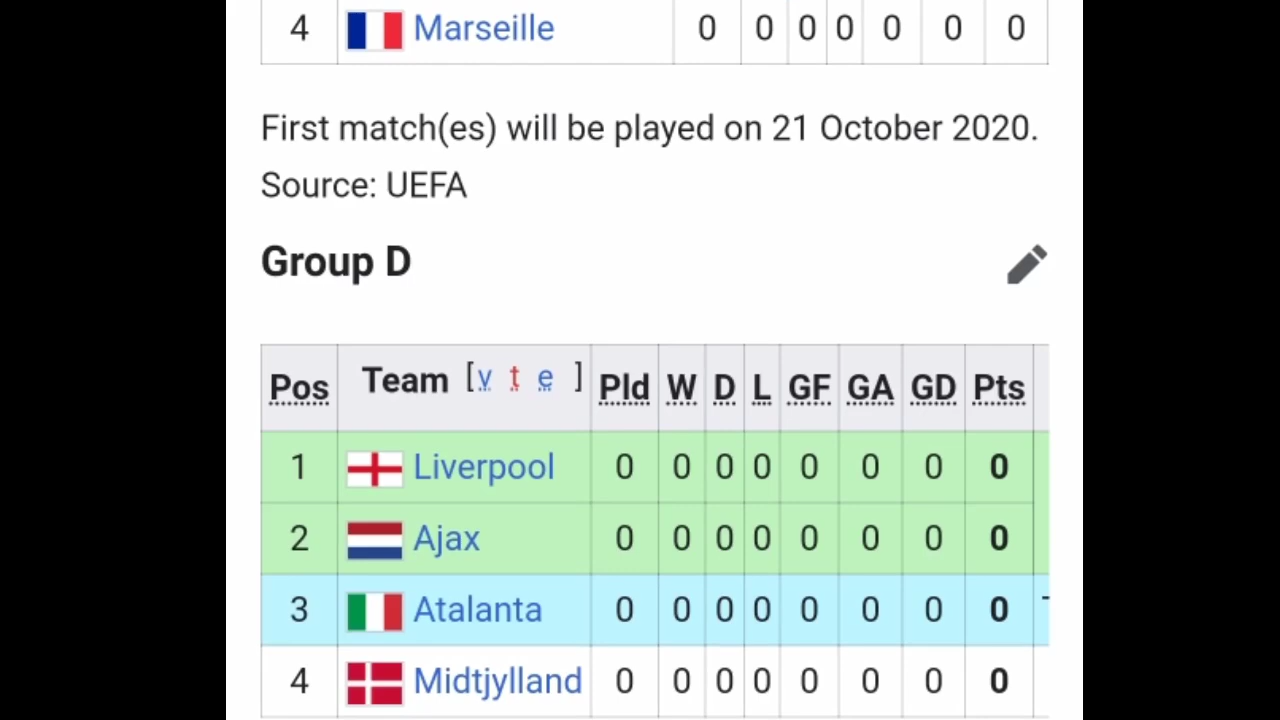 4 Marseille 0 0 0 0 0 0 0
First match(es) will be played on 21 October 2020.
Source: UEFA
Group D
Pos Team [v t e ] Pld W D L GF GA GD Pts
1 Liverpool 0 0 0 0 0 0 0 0
2 Ajax 0 0 0 0 0 0 0 0
3 Atalanta 0 0 0 0 0 0 0 0
4 Midtjylland 0 0 0 0 0 0 0 0